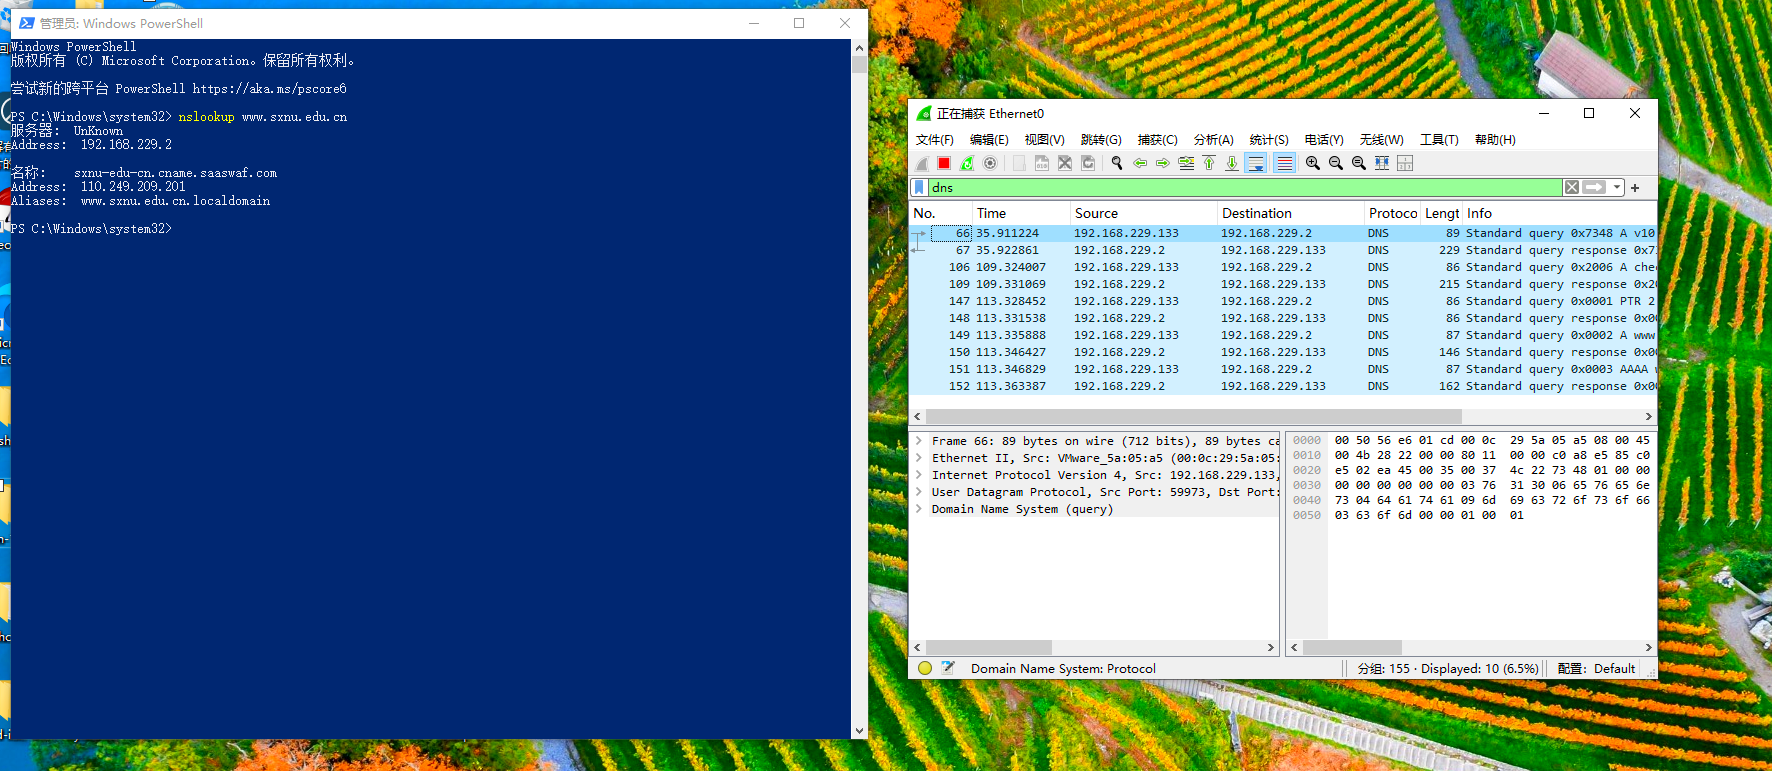 管理员: Windows PowerShell
Windows PowerShell
版权所有 (C) Microsoft Corporation。保留所有权利。
尝试新的跨平台 PowerShell https://aka.ms/pscore6
PS C:\Windows\system32> nslookup www.sxnu.edu.cn
服务器:  UnKnown
Address:  192.168.229.2
名称:    sxnu-edu-cn.cname.saaswaf.com
Address:  110.249.209.201
Aliases:  www.sxnu.edu.cn.localdomain
PS C:\Windows\system32>
正在捕获 Ethernet0
文件(F) 编辑(E) 视图(V) 跳转(G) 捕获(C) 分析(A) 统计(S) 电话(Y) 无线(W) 工具(T) 帮助(H)
dns
No. Time Source Destination Protoco Lengt Info
66 35.911224 192.168.229.133 192.168.229.2 DNS 89 Standard query 0x7348 A v10
67 35.922861 192.168.229.2 192.168.229.133 DNS 229 Standard query response 0x7
106 109.324007 192.168.229.133 192.168.229.2 DNS 86 Standard query 0x2006 A che
109 109.331069 192.168.229.2 192.168.229.133 DNS 215 Standard query response 0x20
147 113.328452 192.168.229.133 192.168.229.2 DNS 86 Standard query 0x0001 PTR 2
148 113.331538 192.168.229.2 192.168.229.133 DNS 86 Standard query response 0x00
149 113.335888 192.168.229.133 192.168.229.2 DNS 87 Standard query 0x0002 A www
150 113.346427 192.168.229.2 192.168.229.133 DNS 146 Standard query response 0x00
151 113.346829 192.168.229.133 192.168.229.2 DNS 87 Standard query 0x0003 AAAA
152 113.363387 192.168.229.2 192.168.229.133 DNS 162 Standard query response 0x00
Frame 66: 89 bytes on wire (712 bits), 89 bytes ca
Ethernet II, Src: VMware_5a:05:a5 (00:0c:29:5a:05:
Internet Protocol Version 4, Src: 192.168.229.133,
User Datagram Protocol, Src Port: 59973, Dst Port:
Domain Name System (query)
0000 00 50 56 e6 01 cd 00 0c 29 5a 05 a5 08 00 45
0010 00 4b 28 22 00 00 80 11 00 00 c0 a8 e5 85 c0
0020 e5 02 ea 45 00 35 00 37 4c 22 73 48 01 00 00
0030 00 00 00 00 00 00 03 76 31 30 06 65 76 65 6e
0040 73 04 64 61 74 61 09 6d 69 63 72 6f 73 6f 66
0050 03 63 6f 6d 00 00 01 00 01
Domain Name System: Protocol
分组: 155 · Displayed: 10 (6.5%)
配置: Default